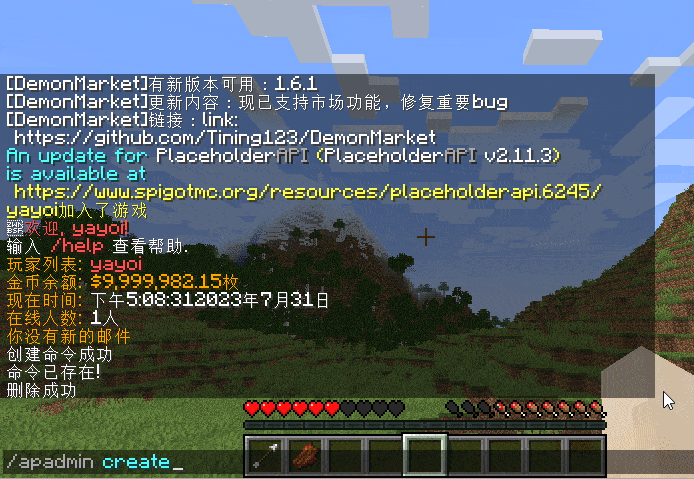 [DemonMarket]有新版本可用：1.6.1
[DemonMarket]更新内容：现已支持市场功能，修复重要bug
[DemonMarket]链接：link:
https://github.com/Tining123/DemonMarket
An update for PlaceholderAPI (PlaceholderAPI v2.11.3)
is available at
https://www.spigotmc.org/resources/placeholderapi.6245/
yayoi加入了游戏
欢迎, yayoi!
输入 /help 查看帮助.
玩家列表: yayoi
金币余额: $9,999,982.15枚
现在时间: 下午5:08:312023年7月31日
在线人数: 1人
你没有新的邮件
创建命令成功
命令已存在!
删除成功
/apadmin create_